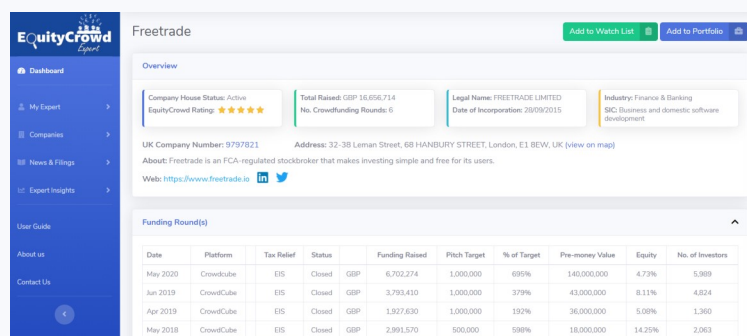 EQuityCrowd
Expert
Dashboard
My Expert
Companies
News & Filings
Expert Insights
User Guide
About us
Contact Us
Freetrade
Add to Watch List
Add to Portfolio
Overview
Company House Status: Active
EquityCrowd Rating:
Total Raised: GBP 16,656,714
No. Crowdfunding Rounds: 6
Legal Name: FREETRADE LIMITED
Date of Incorporation: 28/09/2015
Industry: Finance & Banking
SIC: Business and domestic software
development
UK Company Number: 9797821 Address: 32-38 Leman Street, 68 HANBURY STREET, London, E1 8EW, UK (view on map)
About: Freetrade is an FCA-regulated stockbroker that makes investing simple and free for its users.
Web: https://www.freetrade.io
Funding Round(s)
Date Platform Tax Relief Status Funding Raised Pitch Target % of Target Pre-money Value Equity No. of Investors
May 2020 Crowdcube EIS Closed GBP 6,702,274 1,000,000 695% 140,000,000 4.73% 5,989
Jun 2019 CrowdCube EIS Closed GBP 3,793,410 1,000,000 379% 43,000,000 8.11% 4,824
Apr 2019 CrowdCube EIS Closed GBP 1,927,630 1,000,000 192% 36,000,000 5.08% 1,360
May 2018 Crowdcube EIS Closed GBP 2,991,570 500,000 598% 18,000,000 14.25% 2,063